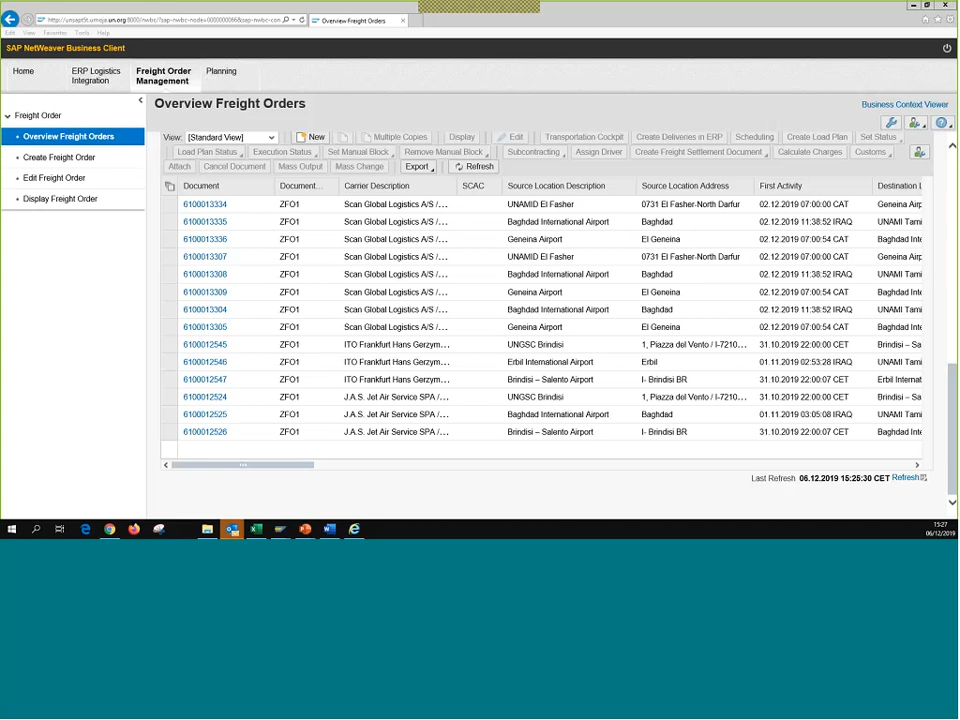 http://unsapt5t.umoja.un.org:8000/nwbc/?sap-nwbc-node=0000000086&sap-nwbc-con
Overview Freight Orders
Edit View Favorites Tools Help
SAP NetWeaver Business Client
Home
ERP Logistics Integration
Freight Order Management
Planning
Freight Order
Overview Freight Orders
Create Freight Order
Edit Freight Order
Display Freight Order
Overview Freight Orders
Business Context Viewer
View: [Standard View] New Multiple Copies Display Edit Transportation Cockpit Create Deliveries in ERP Scheduling Create Load Plan Set Status
Load Plan Status Execution Status Set Manual Block Remove Manual Block Subcontracting Assign Driver Create Freight Settlement Document Calculate Charges Customs
Attach Cancel Document Mass Output Mass Change Export Refresh
Document Document... Carrier Description SCAC Source Location Description Source Location Address First Activity Destination L
6100013334 ZFO1 Scan Global Logistics A/S /... UNAMID El Fasher 0731 El Fasher-North Darfur 02.12.2019 07:00:00 CAT Geneina Airp
6100013335 ZFO1 Scan Global Logistics A/S /... Baghdad International Airport Baghdad 02.12.2019 11:38:52 IRAQ UNAMI Tami
6100013336 ZFO1 Scan Global Logistics A/S /... Geneina Airport El Geneina 02.12.2019 07:00:54 CAT Baghdad Inte
6100013307 ZFO1 Scan Global Logistics A/S /... UNAMID El Fasher 0731 El Fasher-North Darfur 02.12.2019 07:00:00 CAT Geneina Airp
6100013308 ZFO1 Scan Global Logistics A/S /... Baghdad International Airport Baghdad 02.12.2019 11:38:52 IRAQ UNAMI Tami
6100013309 ZFO1 Scan Global Logistics A/S /... Geneina Airport El Geneina 02.12.2019 07:00:54 CAT Baghdad Inte
6100013304 ZFO1 Scan Global Logistics A/S /... Baghdad International Airport Baghdad 02.12.2019 11:38:52 IRAQ UNAMI Tami
6100013305 ZFO1 Scan Global Logistics A/S /... Geneina Airport El Geneina 02.12.2019 07:00:54 CAT Baghdad Inte
6100012545 ZFO1 ITO Frankfurt Hans Gerzym... UNGSC Brindisi 1, Piazza del Vento / I-7210... 31.10.2019 22:00:00 CET Brindisi – Sa
6100012546 ZFO1 ITO Frankfurt Hans Gerzym... Erbil International Airport Erbil 01.11.2019 02:53:28 IRAQ UNAMI Tami
6100012547 ZFO1 ITO Frankfurt Hans Gerzym... Brindisi – Salento Airport I- Brindisi BR 31.10.2019 22:00:07 CET Erbil Internat
6100012524 ZFO1 J.A.S. Jet Air Service SPA /... UNGSC Brindisi 1, Piazza del Vento / I-7210... 31.10.2019 22:00:00 CET Brindisi – Sa
6100012525 ZFO1 J.A.S. Jet Air Service SPA /... Baghdad International Airport Baghdad 01.11.2019 03:05:08 IRAQ UNAMI Tami
6100012526 ZFO1 J.A.S. Jet Air Service SPA /... Brindisi – Salento Airport I- Brindisi BR 31.10.2019 22:00:07 CET Baghdad Inte
Last Refresh 06.12.2019 15:25:30 CET Refresh
15:27
06/12/2019